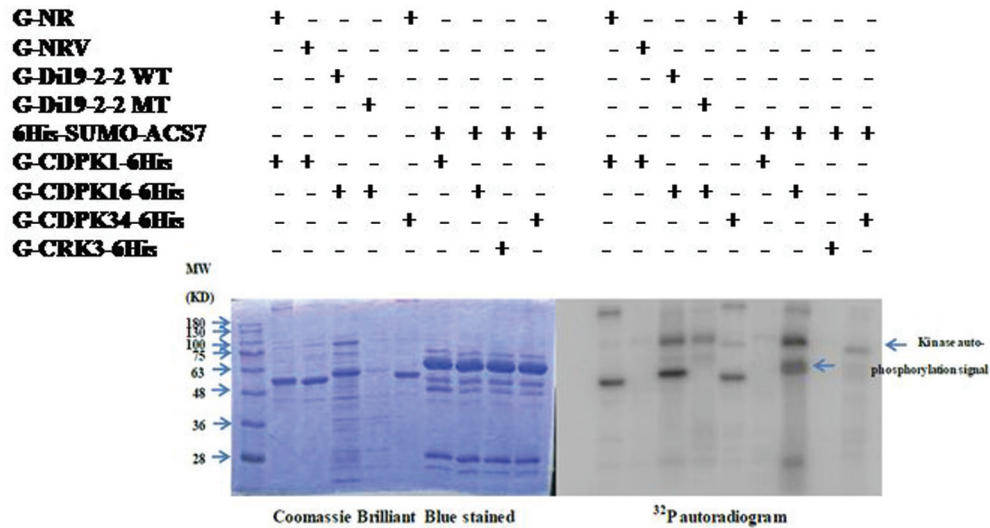 G-NR + – – – + – – – – + – – – + – – – –
G-NRV – + – – – – – – – – + – – – – – – –
G-Di19-2-2 WT – – + – – – – – – – – + – – – – – –
G-Di19-2-2 MT – – – + – – – – – – – – + – – – – –
6His-SUMO-ACS7 – – – – – + + + + – – – – – + + + +
G-CDPK1-6His + + – – – + – – – + + – – – + – – –
G-CDPK16-6His – – + + – – + – – – – + + – – + – –
G-CDPK34-6His – – – – + – – – + – – – – + – – – +
G-CRK3-6His – – – – – – – + – – – – – – – – + –
MW
(KD)
180
130
100
75
63
48
36
28
Kinase auto-
phosphorylation signal
Coomassie Brilliant Blue stained
32P autoradiogram